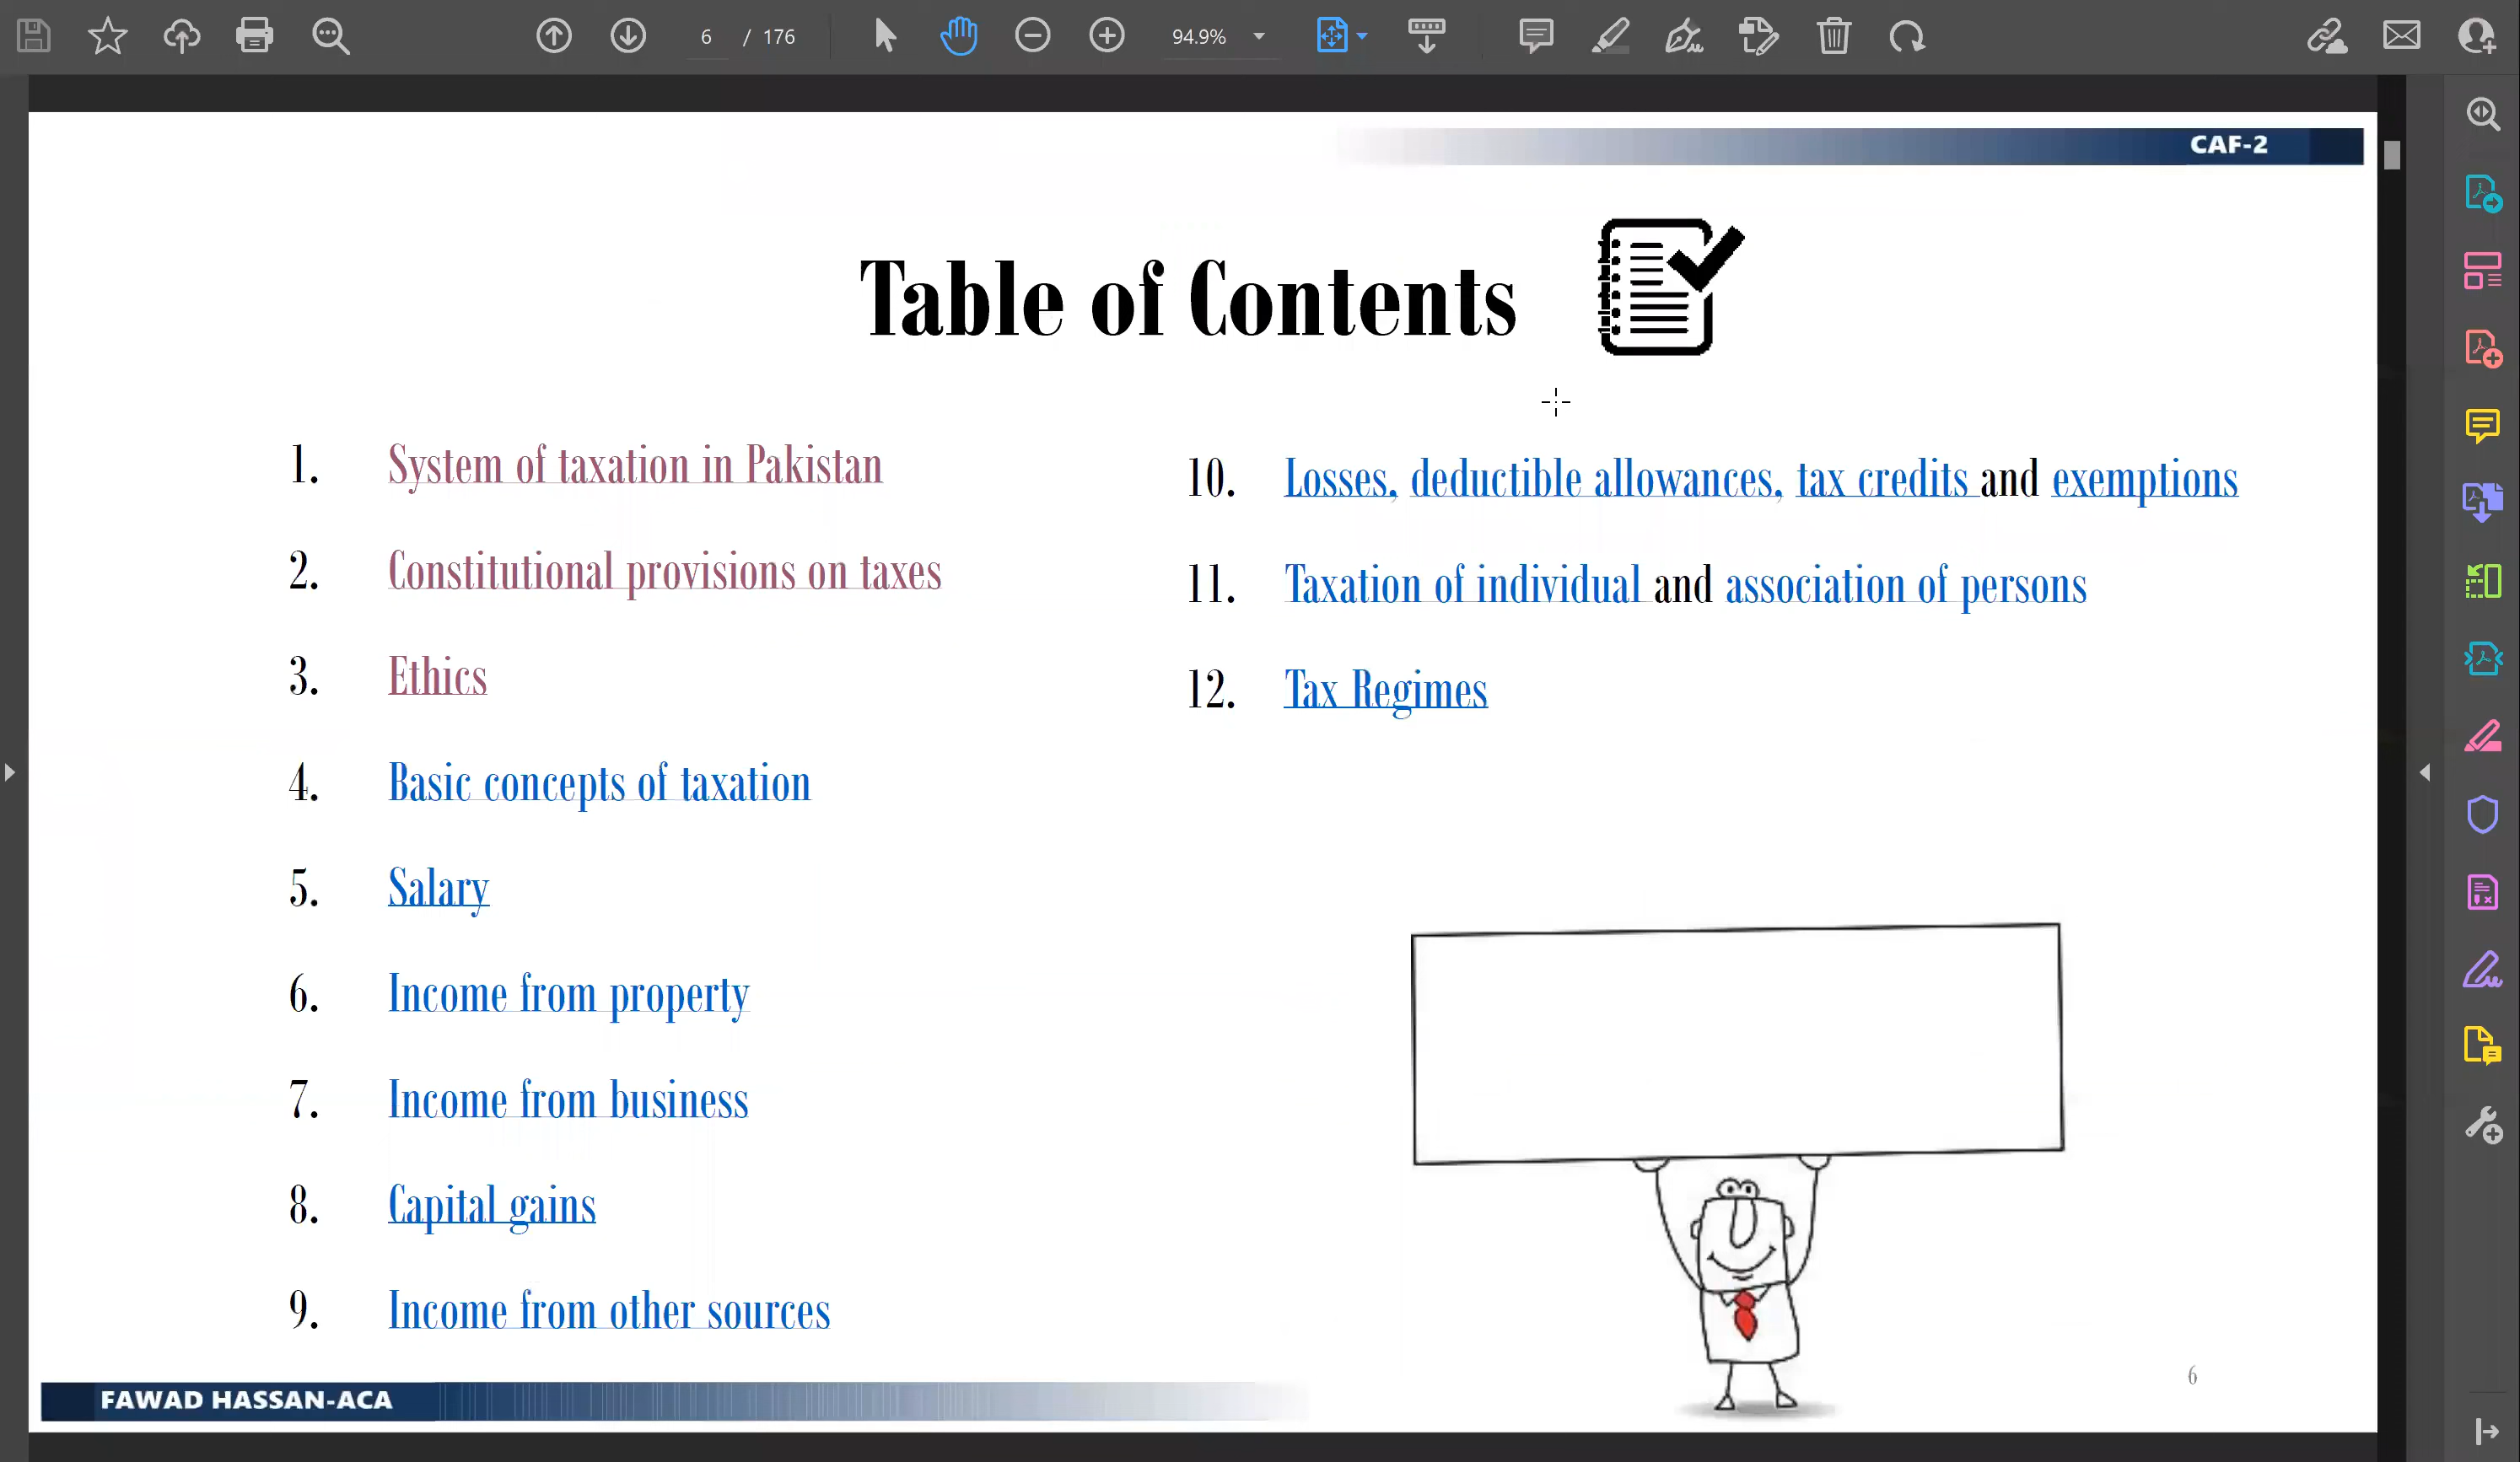 6 / 176
94.9%
CAF-2
Table of Contents
1. System of taxation in Pakistan
2. Constitutional provisions on taxes
3. Ethics
4. Basic concepts of taxation
5. Salary
6. Income from property
7. Income from business
8. Capital gains
9. Income from other sources
10. Losses, deductible allowances, tax credits and exemptions
11. Taxation of individual and association of persons
12. Tax Regimes
FAWAD HASSAN-ACA
6